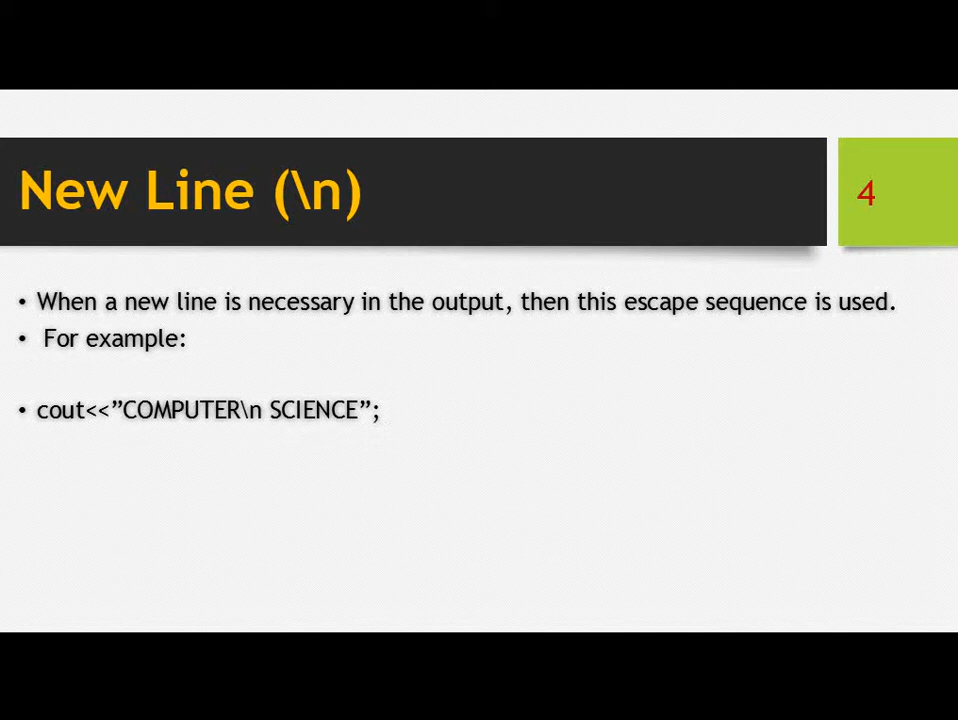 New Line (\n)
4
• When a new line is necessary in the output, then this escape sequence is used.
• For example:
• cout<<”COMPUTER\n SCIENCE”;